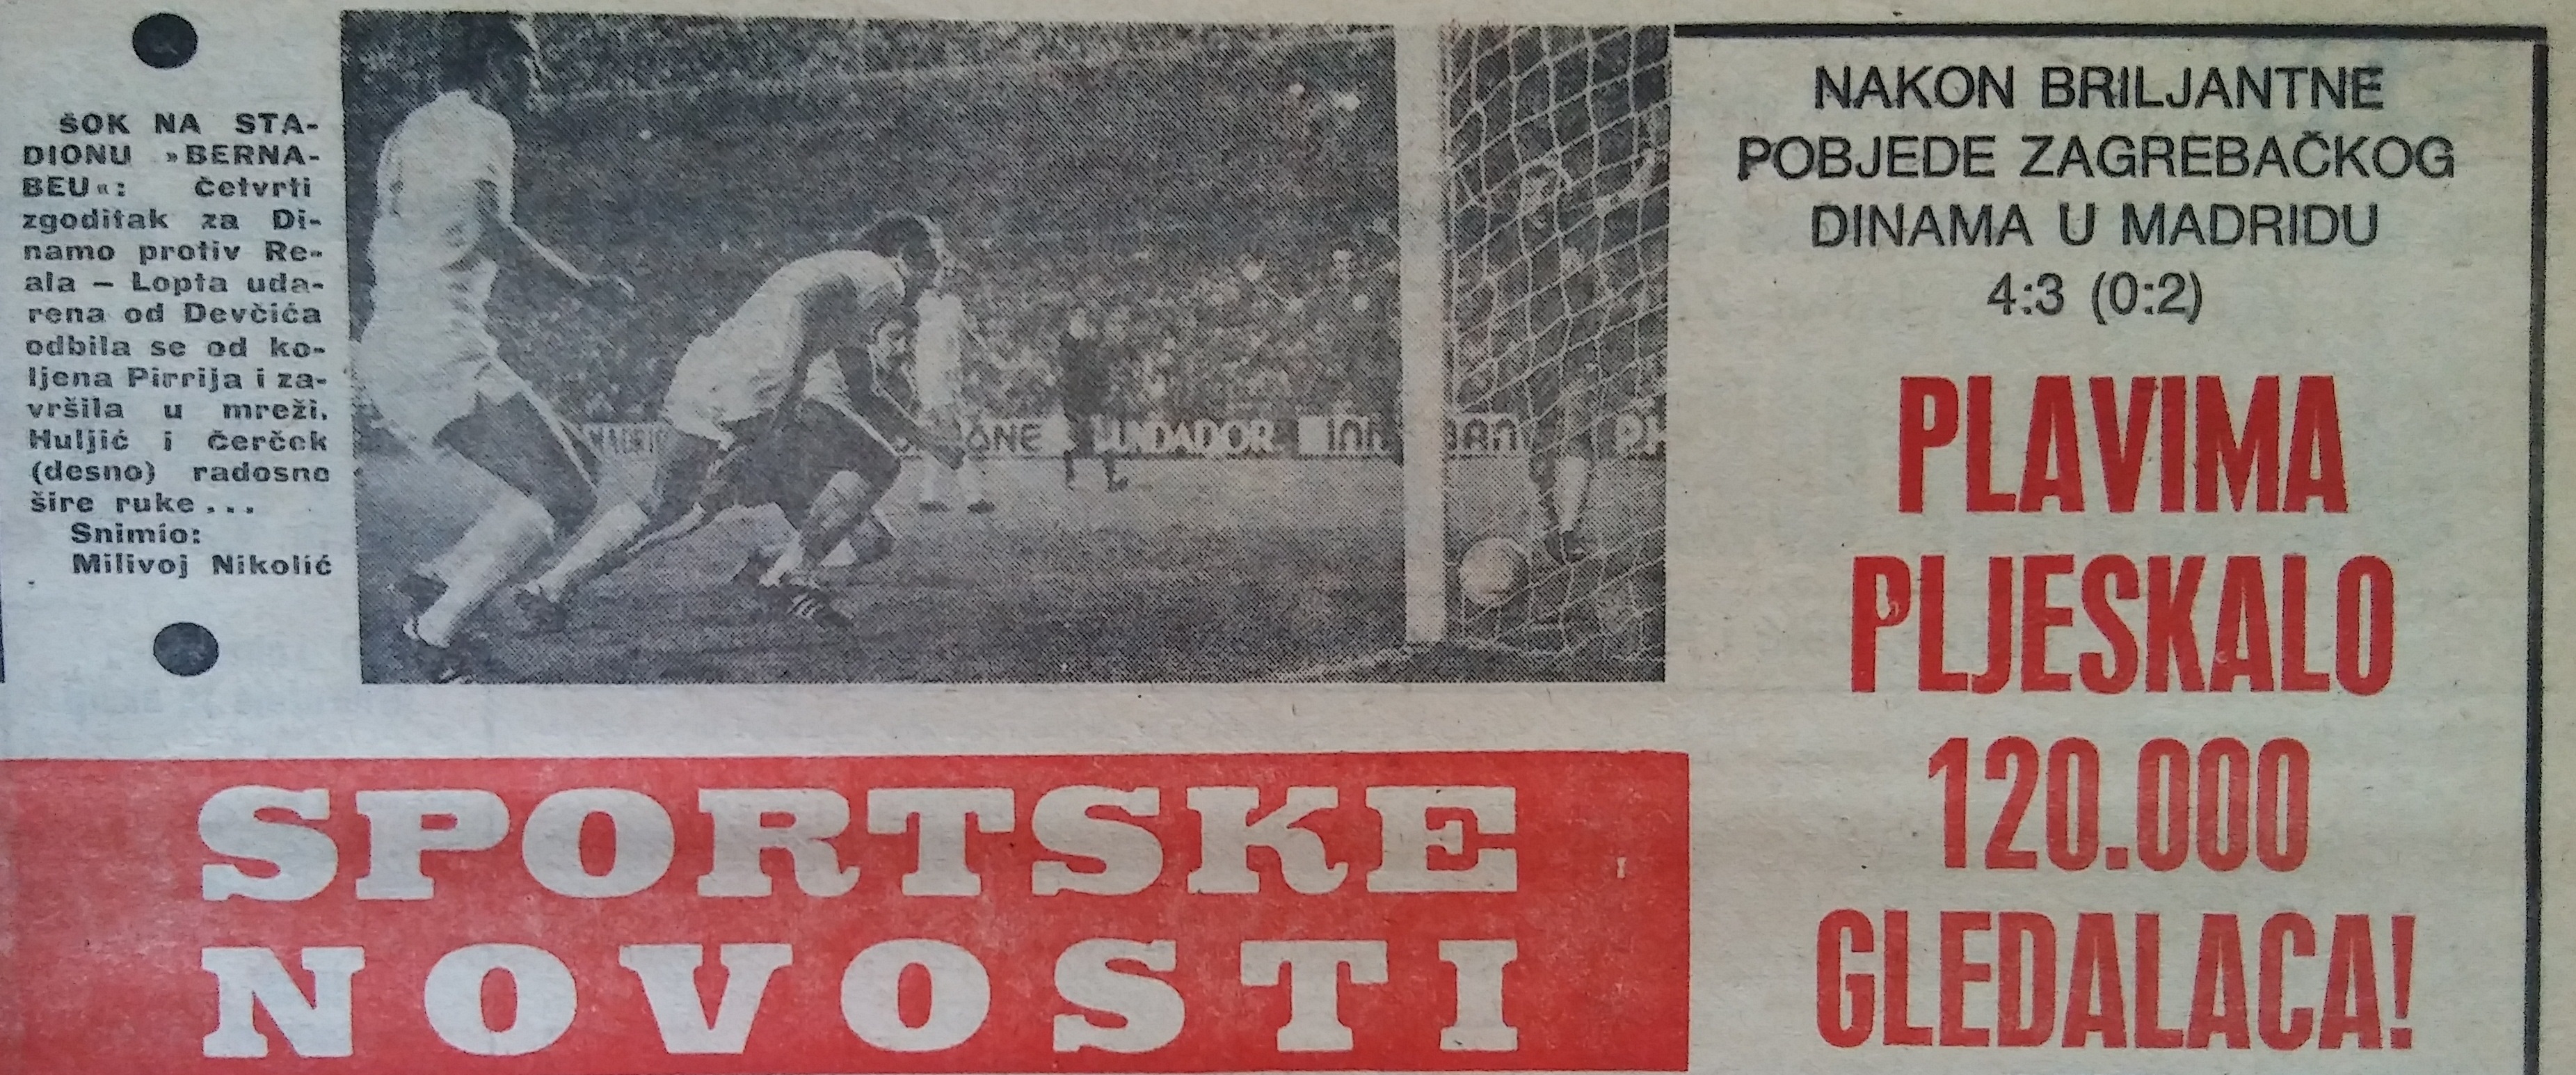 ŠOK NA STA-
DIONU »BERNA-
BEU«: četvrti
zgoditak za Di-
namo protiv Re-
ala — Lopta uda-
rena od Devčića
odbila se od ko-
ljena Pirrija i za-
vršila u mreži.
Huljić i Čerček
(desno) radosno
šire ruke...
Snimio:
Milivoj Nikolić
FUNDADOR
NAKON BRILJANTNE
POBJEDE ZAGREBAČKOG
DINAMA U MADRIDU
4:3 (0:2)
PLAVIMA
PLJESKALO
120.000
GLEDALACA!
SPORTSKE
NOVOSTI